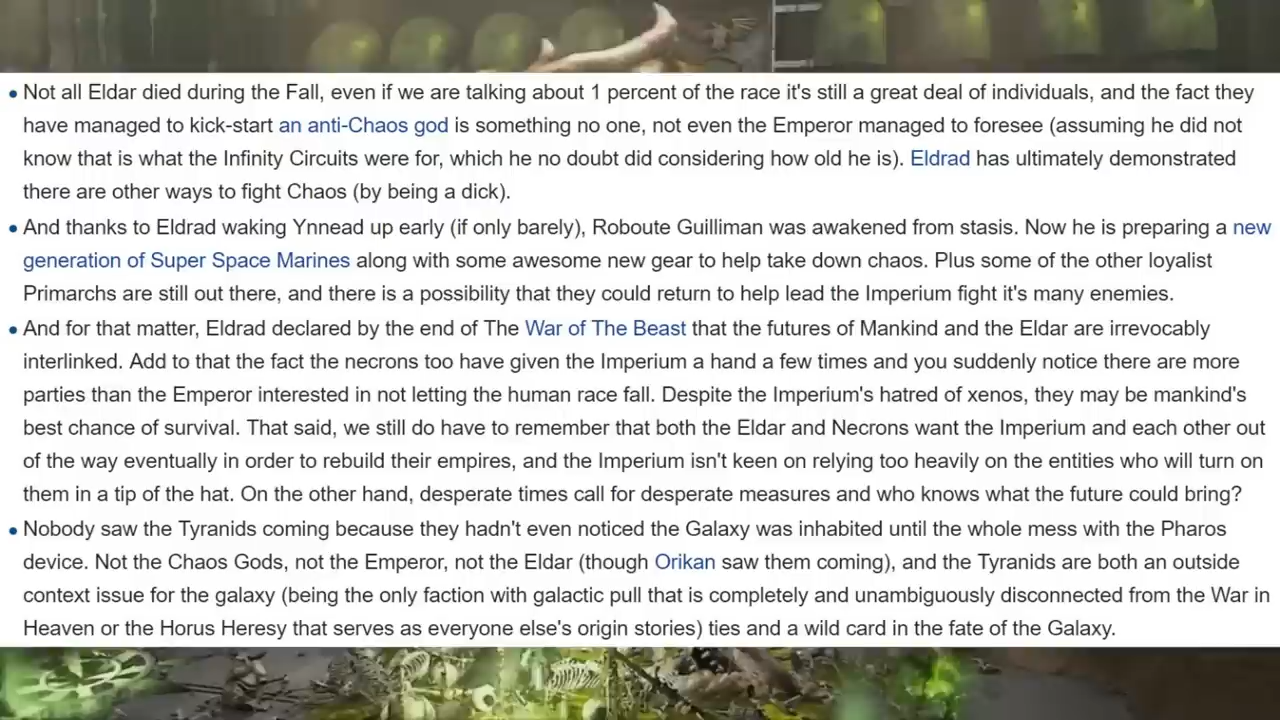 • Not all Eldar died during the Fall, even if we are talking about 1 percent of the race it's still a great deal of individuals, and the fact they
have managed to kick-start an anti-Chaos god is something no one, not even the Emperor managed to foresee (assuming he did not
know that is what the Infinity Circuits were for, which he no doubt did considering how old he is). Eldrad has ultimately demonstrated
there are other ways to fight Chaos (by being a dick).
• And thanks to Eldrad waking Ynnead up early (if only barely), Roboute Guilliman was awakened from stasis. Now he is preparing a new
generation of Super Space Marines along with some awesome new gear to help take down chaos. Plus some of the other loyalist
Primarchs are still out there, and there is a possibility that they could return to help lead the Imperium fight it's many enemies.
• And for that matter, Eldrad declared by the end of The War of The Beast that the futures of Mankind and the Eldar are irrevocably
interlinked. Add to that the fact the necrons too have given the Imperium a hand a few times and you suddenly notice there are more
parties than the Emperor interested in not letting the human race fall. Despite the Imperium's hatred of xenos, they may be mankind's
best chance of survival. That said, we still do have to remember that both the Eldar and Necrons want the Imperium and each other out
of the way eventually in order to rebuild their empires, and the Imperium isn't keen on relying too heavily on the entities who will turn on
them in a tip of the hat. On the other hand, desperate times call for desperate measures and who knows what the future could bring?
• Nobody saw the Tyranids coming because they hadn't even noticed the Galaxy was inhabited until the whole mess with the Pharos
device. Not the Chaos Gods, not the Emperor, not the Eldar (though Orikan saw them coming), and the Tyranids are both an outside
context issue for the galaxy (being the only faction with galactic pull that is completely and unambiguously disconnected from the War in
Heaven or the Horus Heresy that serves as everyone else's origin stories) ties and a wild card in the fate of the Galaxy.